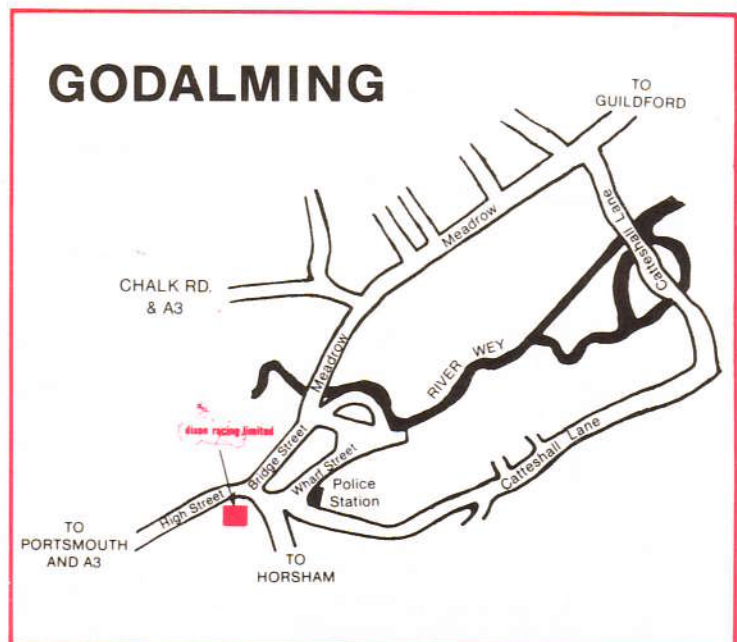 GODALMING
TO
GUILDFORD
Catteshall Lane
Meadrow
CHALK RD.
& A3
Meadrow
RIVER WEY
dixon racing limited
Bridge Street
Wharf Street
Police
Station
Catteshall Lane
High Street
TO
PORTSMOUTH
AND A3
TO
HORSHAM